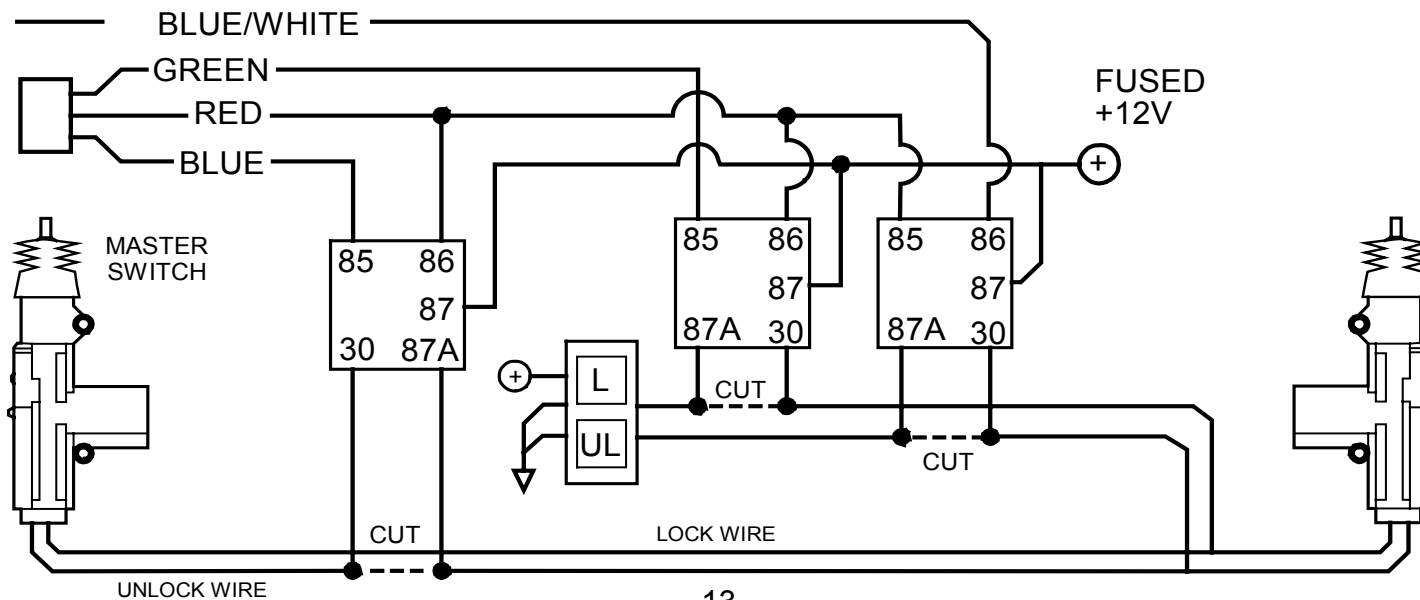 BLUE/WHITE
GREEN
RED
BLUE
FUSED
+12V
+
MASTER
SWITCH
85 86
87
30 87A
85 86
87
87A 30
85 86
87
87A 30
+
L
UL
CUT
CUT
CUT
LOCK WIRE
UNLOCK WIRE